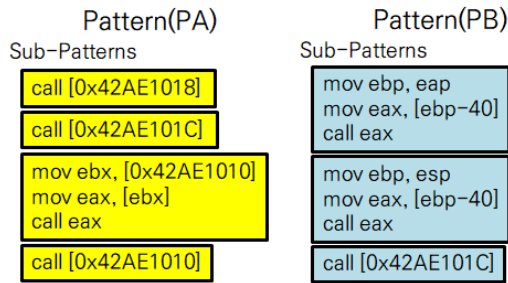 Pattern(PA)
Sub-Patterns
call [0x42AE1018]
call [0x42AE101C]
mov ebx, [0x42AE1010]
mov eax, [ebx]
call eax
call [0x42AE1010]
Pattern(PB)
Sub-Patterns
mov ebp, eap
mov eax, [ebp-40]
call eax
mov ebp, esp
mov eax, [ebp-40]
call eax
call [0x42AE101C]